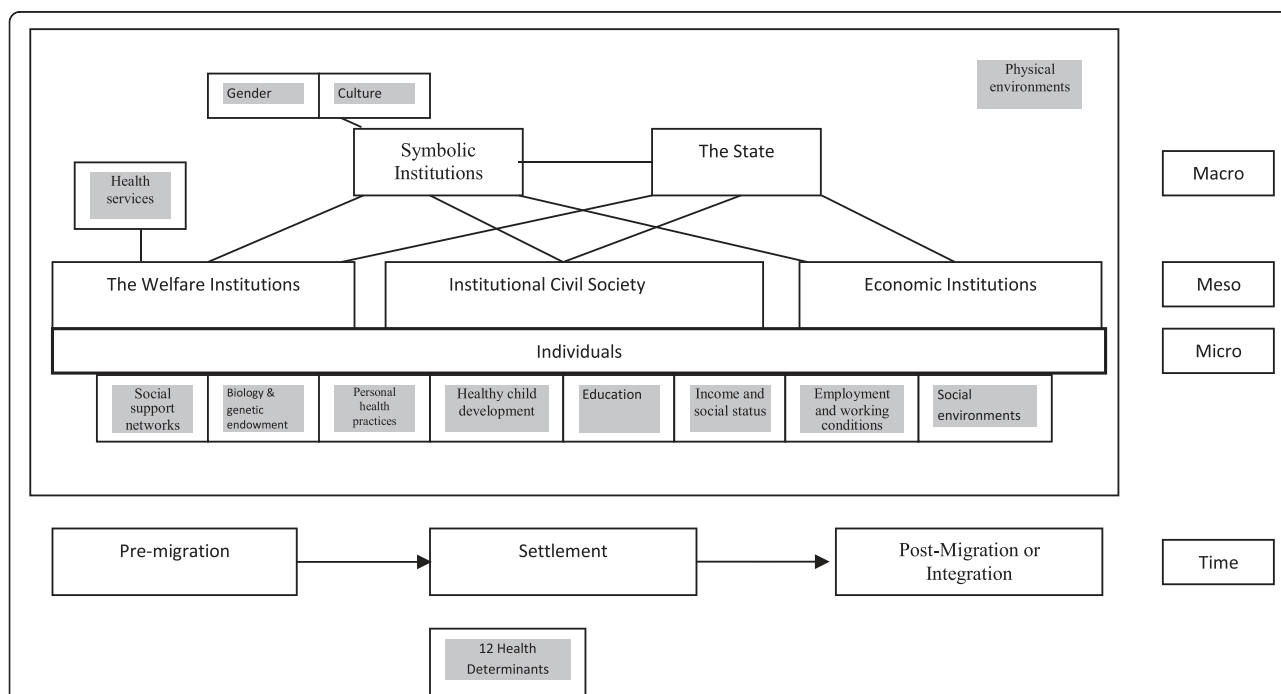 Gender
Culture
Physical
environments
Symbolic
Institutions
The State
Health
services
Macro
The Welfare Institutions
Institutional Civil Society
Economic Institutions
Meso
Individuals
Micro
Social
support
networks
Biology &
genetic
endowment
Personal
health
practices
Healthy child
development
Education
Income and
social status
Employment
and working
conditions
Social
environments
Pre-migration
Settlement
Post-Migration or
Integration
Time
12 Health
Determinants